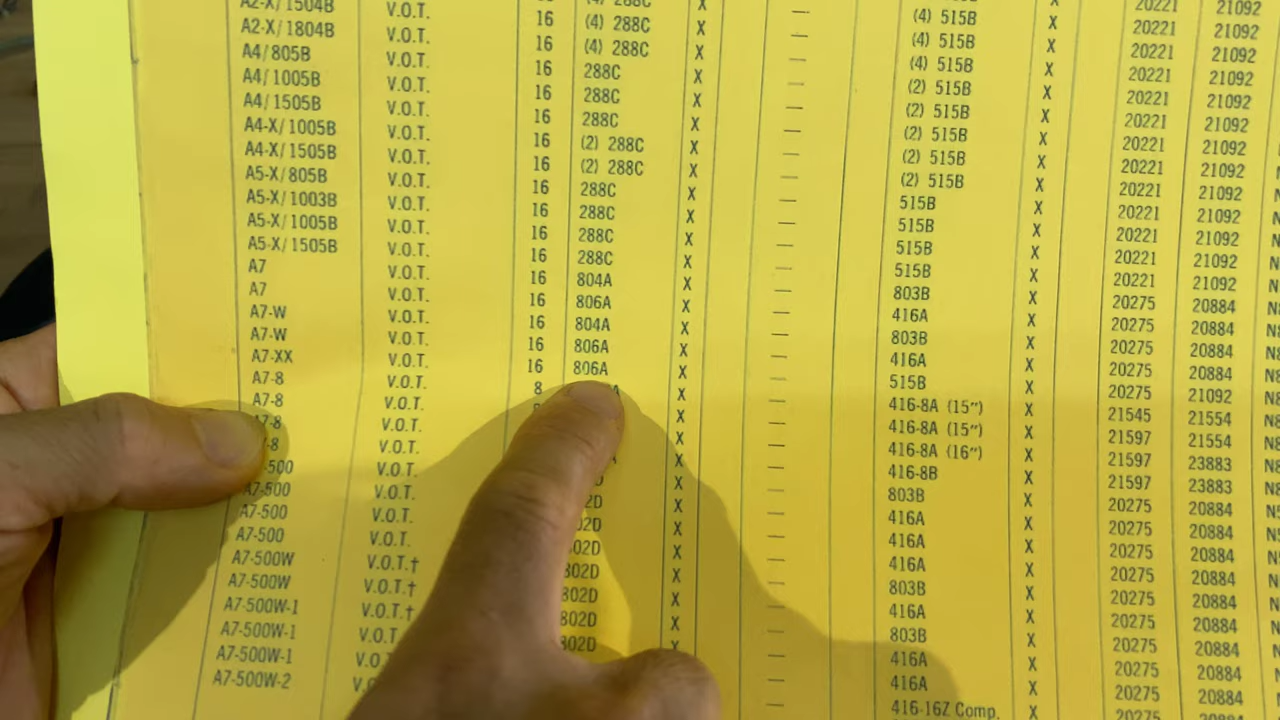 20221 21092
(4) 515B X 20221 21092
A2-X/1504B V.O.T. 16 (4) 288C X — (4) 515B X 20221 21092
A2-X/1804B V.O.T. 16 (4) 288C X — (4) 515B X 20221 21092
A4/805B V.O.T. 16 288C X — (2) 515B X 20221 21092
A4/1005B V.O.T. 16 288C X — (2) 515B X 20221 21092
A4/1505B V.O.T. 16 288C X — (2) 515B X 20221 21092
A4-X/1005B V.O.T. 16 (2) 288C X — (2) 515B X 20221 21092
A4-X/1505B V.O.T. 16 (2) 288C X — (2) 515B X 20221 21092
A5-X/805B V.O.T. 16 288C X — 515B X 20221 21092
A5-X/1003B V.O.T. 16 288C X — 515B X 20221 21092
A5-X/1005B V.O.T. 16 288C X — 515B X 20221 21092
A5-X/1505B V.O.T. 16 288C X — 515B X 20221 21092
A7 V.O.T. 16 804A X — 803B X 20275 20884
A7 V.O.T. 16 806A X — 416A X 20275 20884
A7-W V.O.T. 16 804A X — 803B X 20275 20884
A7-W V.O.T. 16 806A X — 416A X 20275 20884
A7-XX V.O.T. 16 806A X — 515B X 20275 21092
A7-8 V.O.T. 8 X — 416-8A (15″) X 21545 21554
A7-8 V.O.T. X — 416-8A (15″) X 21597 21554
V.O.T. X — 416-8A (16″) X 21597 23883
V.O.T. X — 416-8B X 21597 23883
V.O.T. X — 803B X 20275 20884
A7-500 V.O.T. X — 416A X 20275 20884
A7-500 V.O.T. X — 416A X 20275 20884
A7-500 V.O.T. X — 416A X 20275 20884
A7-500W V.O.T.† 802D X — 803B X 20275 20884
A7-500W V.O.T.† 802D X — 416A X 20275 20884
A7-500W-1 V.O.T.† 802D X — 803B X 20275 20884
A7-500W-1 V.O.T. 802D X — 416A X 20275 20884
A7-500W-1 — 416A X 20275 20884
A7-500W-2 — 416-16Z Comp. X 20275